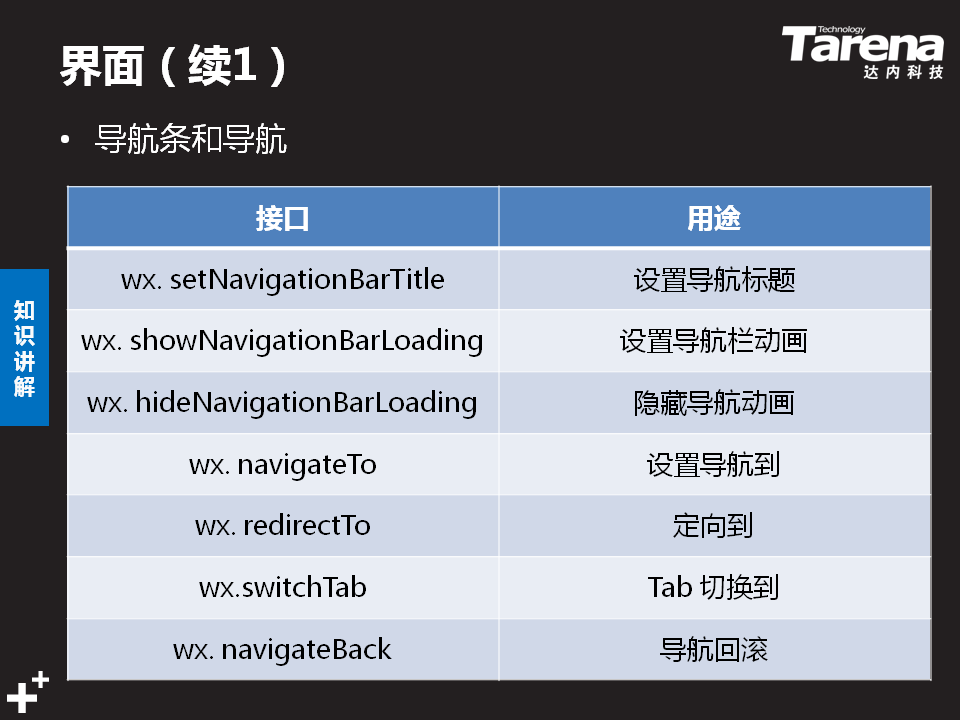 界面（续1）
Technology
Tarena
达内科技
• 导航条和导航
接口 用途
wx. setNavigationBarTitle 设置导航标题
wx. showNavigationBarLoading 设置导航栏动画
wx. hideNavigationBarLoading 隐藏导航动画
wx. navigateTo 设置导航到
wx. redirectTo 定向到
wx.switchTab Tab 切换到
wx. navigateBack 导航回滚
知识讲解